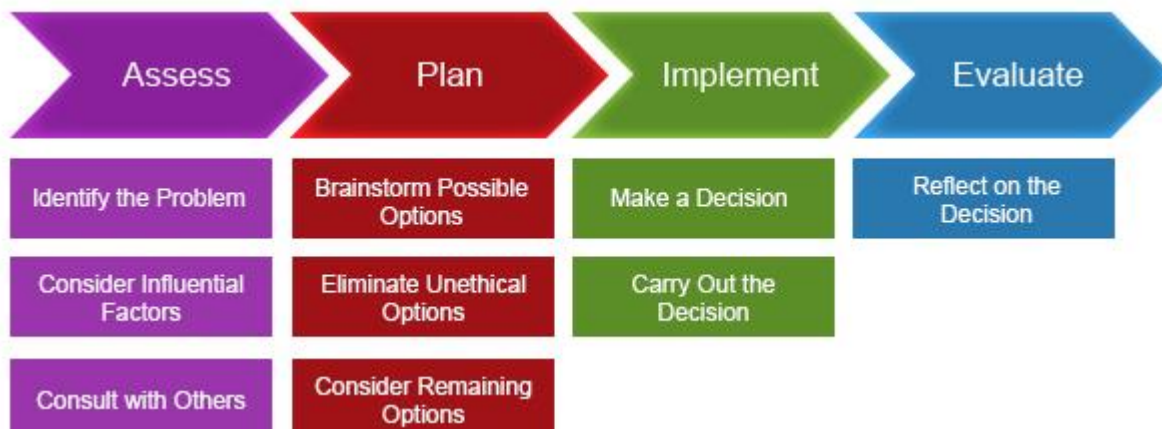 Assess
Plan
Implement
Evaluate
Identify the Problem
Consider Influential
Factors
Consult with Others
Brainstorm Possible
Options
Eliminate Unethical
Options
Consider Remaining
Options
Make a Decision
Carry Out the
Decision
Reflect on the
Decision